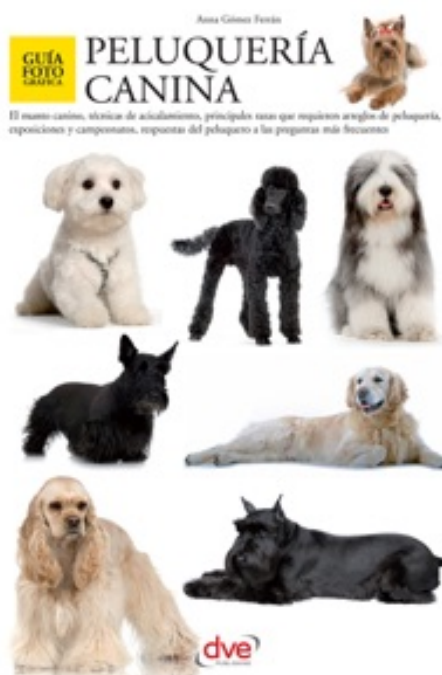 Anna Gómez Ferrán
GUÍA
FOTO
GRÁFICA
PELUQUERÍA
CANINA
El manto canino, técnicas de acicalamiento, principales razas que requieren arreglos de peluquería,
exposiciones y campeonatos, respuestas del peluquero a las preguntas más frecuentes
dve